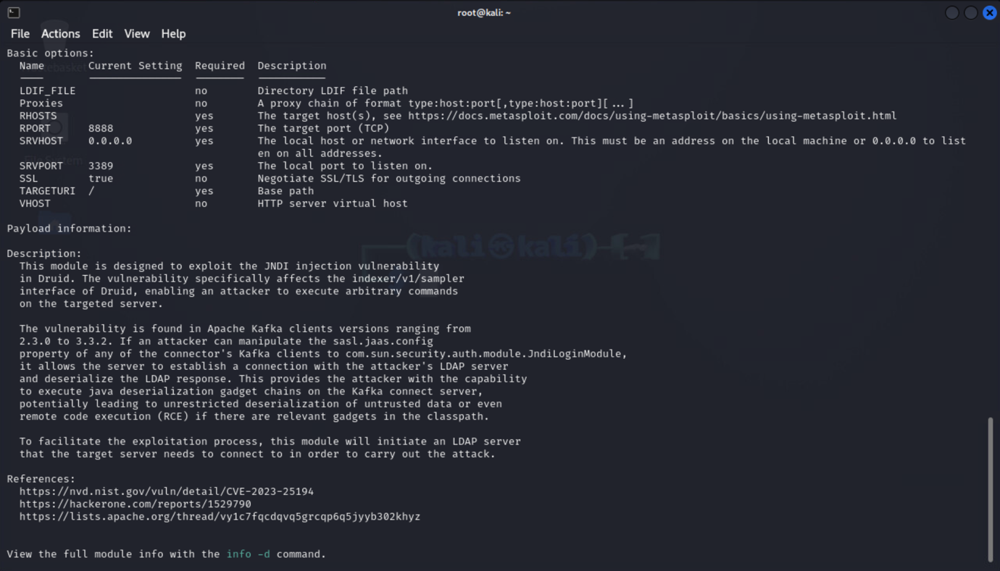 root@kali: ~
File Actions Edit View Help
Basic options:
Name Current Setting Required Description
LDIF_FILE no Directory LDIF file path
Proxies no A proxy chain of format type:host:port[,type:host:port][...]
RHOSTS yes The target host(s), see https://docs.metasploit.com/docs/using-metasploit/basics/using-metasploit.html
RPORT 8888 yes The target port (TCP)
SRVHOST 0.0.0.0 yes The local host or network interface to listen on. This must be an address on the local machine or 0.0.0.0 to list
en on all addresses.
SRVPORT 3389 yes The local port to listen on.
SSL true no Negotiate SSL/TLS for outgoing connections
TARGETURI / yes Base path
VHOST no HTTP server virtual host
Payload information:
(kali㉿kali)-[~]
Description:
This module is designed to exploit the JNDI injection vulnerability
in Druid. The vulnerability specifically affects the indexer/v1/sampler
interface of Druid, enabling an attacker to execute arbitrary commands
on the targeted server.
The vulnerability is found in Apache Kafka clients versions ranging from
2.3.0 to 3.3.2. If an attacker can manipulate the sasl.jaas.config
property of any of the connector's Kafka clients to com.sun.security.auth.module.JndiLoginModule,
it allows the server to establish a connection with the attacker's LDAP server
and deserialize the LDAP response. This provides the attacker with the capability
to execute java deserialization gadget chains on the Kafka connect server,
potentially leading to unrestricted deserialization of untrusted data or even
remote code execution (RCE) if there are relevant gadgets in the classpath.
To facilitate the exploitation process, this module will initiate an LDAP server
that the target server needs to connect to in order to carry out the attack.
References:
https://nvd.nist.gov/vuln/detail/CVE-2023-25194
https://hackerone.com/reports/1529790
https://lists.apache.org/thread/vy1c7fqcdqvq5grcqp6q5jyyb302khyz
View the full module info with the info -d command.